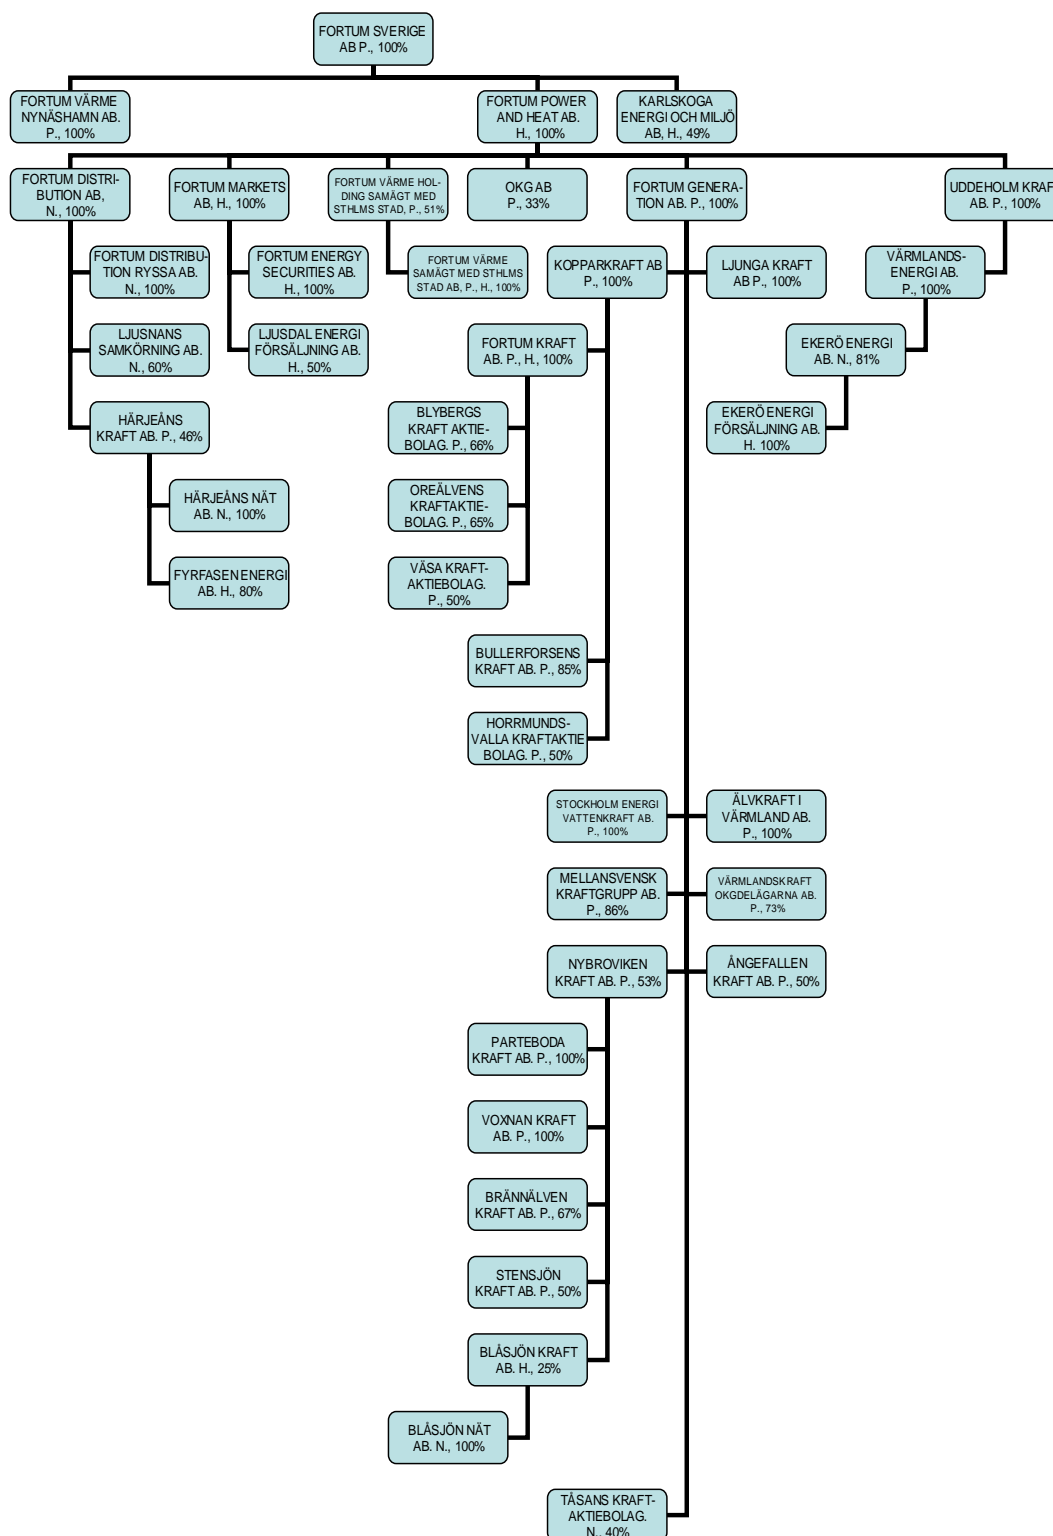 FORTUM SVERIGE
AB P., 100%
FORTUM VÄRME
NYNÄSHAMN AB.
P., 100%
FORTUM POWER
AND HEAT AB.
H., 100%
KARLSKOGA
ENERGI OCH MILJÖ
AB, H., 49%
FORTUM DISTRI-
BUTION AB,
N., 100%
FORTUM MARKETS
AB, H., 100%
FORTUM VÄRME HOL-
DING SAMÄGT MED
STHLMS STAD, P., 51%
OKG AB
P., 33%
FORTUM GENERA-
TION AB. P., 100%
UDDEHOLM KRAFT
AB. P., 100%
FORTUM DISTRIBU-
TION RYSSA AB.
N., 100%
FORTUM ENERGY
SECURITIES AB.
H., 100%
FORTUM VÄRME
SAMÄGT MED STHLMS
STAD AB, P., H., 100%
KOPPARKRAFT AB
P., 100%
LJUNGA KRAFT
AB P., 100%
VÄRMLANDS-
ENERGI AB.
P., 100%
LJUSNANS
SAMKÖRNING AB.
N., 60%
LJUSDAL ENERGI
FÖRSÄLJNING AB.
H., 50%
FORTUM KRAFT
AB. P., H., 100%
EKERÖ ENERGI
AB. N., 81%
HÄRJEÅNS
KRAFT AB. P., 46%
BLYBERGS
KRAFT AKTIE-
BOLAG. P., 66%
EKERÖ ENERGI
FÖRSÄLJNING AB.
H. 100%
HÄRJEÅNS NÄT
AB. N., 100%
OREÄLVENS
KRAFTAKTIE-
BOLAG. P., 65%
FYRFASEN ENERGI
AB. H., 80%
VÄSA KRAFT-
AKTIEBOLAG.
P., 50%
BULLERFORSENS
KRAFT AB. P., 85%
HORRMUNDS-
VALLA KRAFTAKTIE
BOLAG. P., 50%
STOCKHOLM ENERGI
VATTENKRAFT AB.
P., 100%
ÄLVKRAFT I
VÄRMLAND AB.
P., 100%
MELLANSVENSK
KRAFTGRUPP AB.
P., 86%
VÄRMLANDSKRAFT
OKGDELÄGARNA AB.
P., 73%
NYBROVIKEN
KRAFT AB. P., 53%
ÅNGEFALLEN
KRAFT AB. P., 50%
PARTEBODA
KRAFT AB. P., 100%
VOXNAN KRAFT
AB. P., 100%
BRÄNNÄLVEN
KRAFT AB. P., 67%
STENSJÖN
KRAFT AB. P., 50%
BLÅSJÖN KRAFT
AB. H., 25%
BLÅSJÖN NÄT
AB. N., 100%
TÅSANS KRAFT-
AKTIEBOLAG.
N., 40%